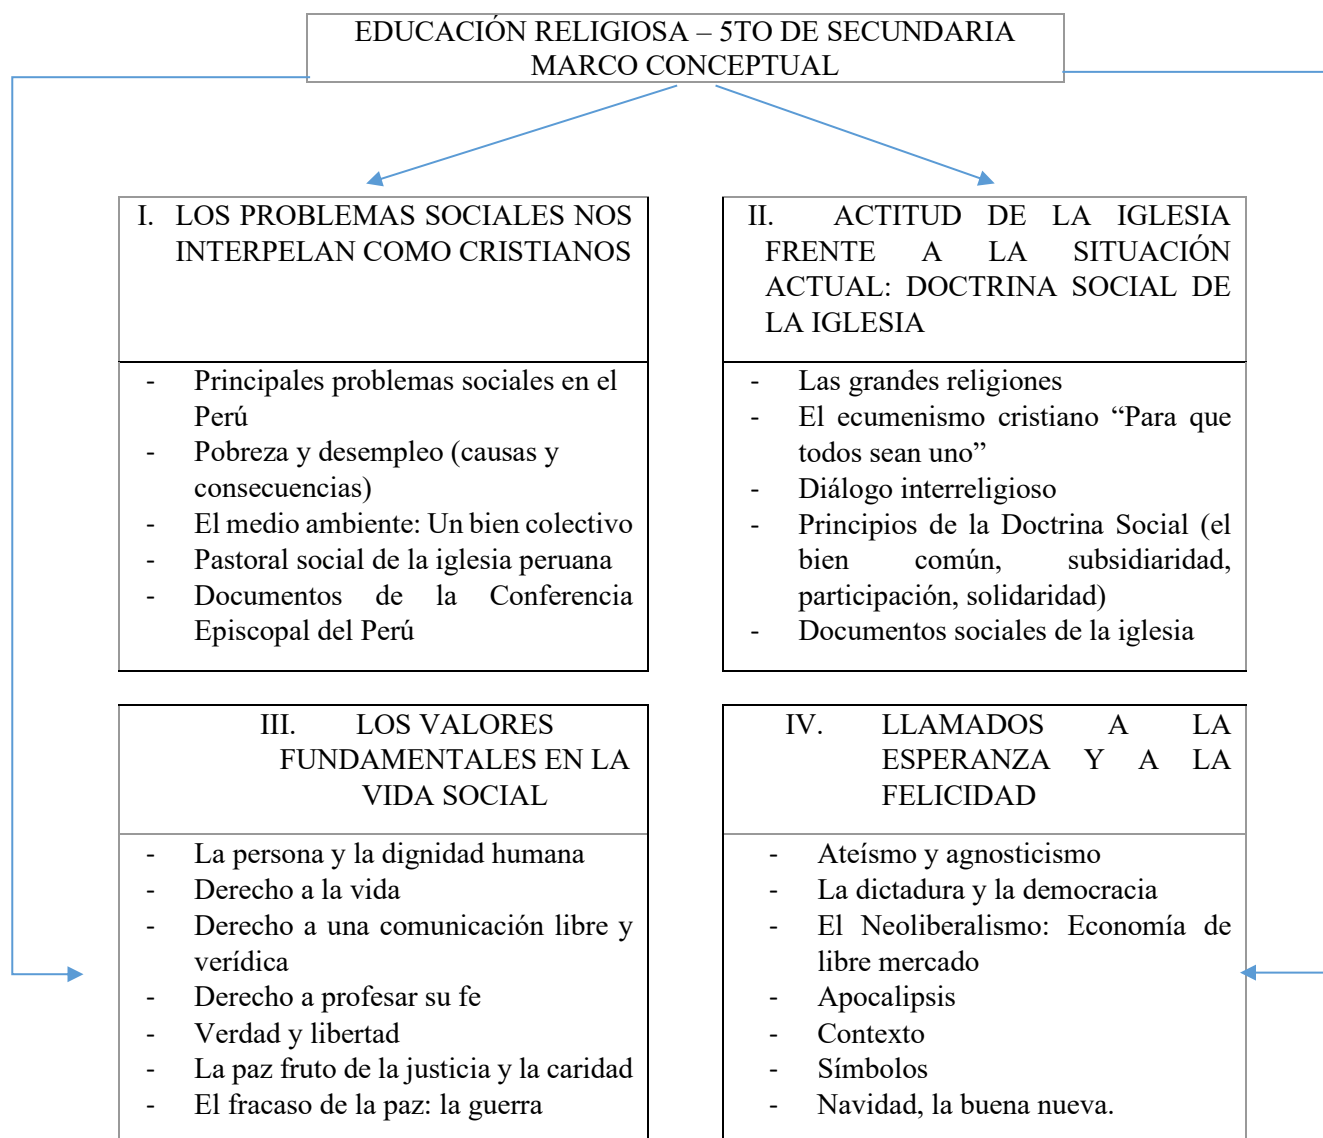 EDUCACIÓN RELIGIOSA – 5TO DE SECUNDARIA
MARCO CONCEPTUAL
I. LOS PROBLEMAS SOCIALES NOS
INTERPELAN COMO CRISTIANOS
- Principales problemas sociales en el
Perú
- Pobreza y desempleo (causas y
consecuencias)
- El medio ambiente: Un bien colectivo
- Pastoral social de la iglesia peruana
- Documentos de la Conferencia
Episcopal del Perú
II. ACTITUD DE LA IGLESIA
FRENTE A LA SITUACIÓN
ACTUAL: DOCTRINA SOCIAL DE
LA IGLESIA
- Las grandes religiones
- El ecumenismo cristiano “Para que
todos sean uno”
- Diálogo interreligioso
- Principios de la Doctrina Social (el
bien común, subsidiaridad,
participación, solidaridad)
- Documentos sociales de la iglesia
III. LOS VALORES
FUNDAMENTALES EN LA
VIDA SOCIAL
- La persona y la dignidad humana
- Derecho a la vida
- Derecho a una comunicación libre y
verídica
- Derecho a profesar su fe
- Verdad y libertad
- La paz fruto de la justicia y la caridad
- El fracaso de la paz: la guerra
IV. LLAMADOS A LA
ESPERANZA Y A LA
FELICIDAD
- Ateísmo y agnosticismo
- La dictadura y la democracia
- El Neoliberalismo: Economía de
libre mercado
- Apocalipsis
- Contexto
- Símbolos
- Navidad, la buena nueva.